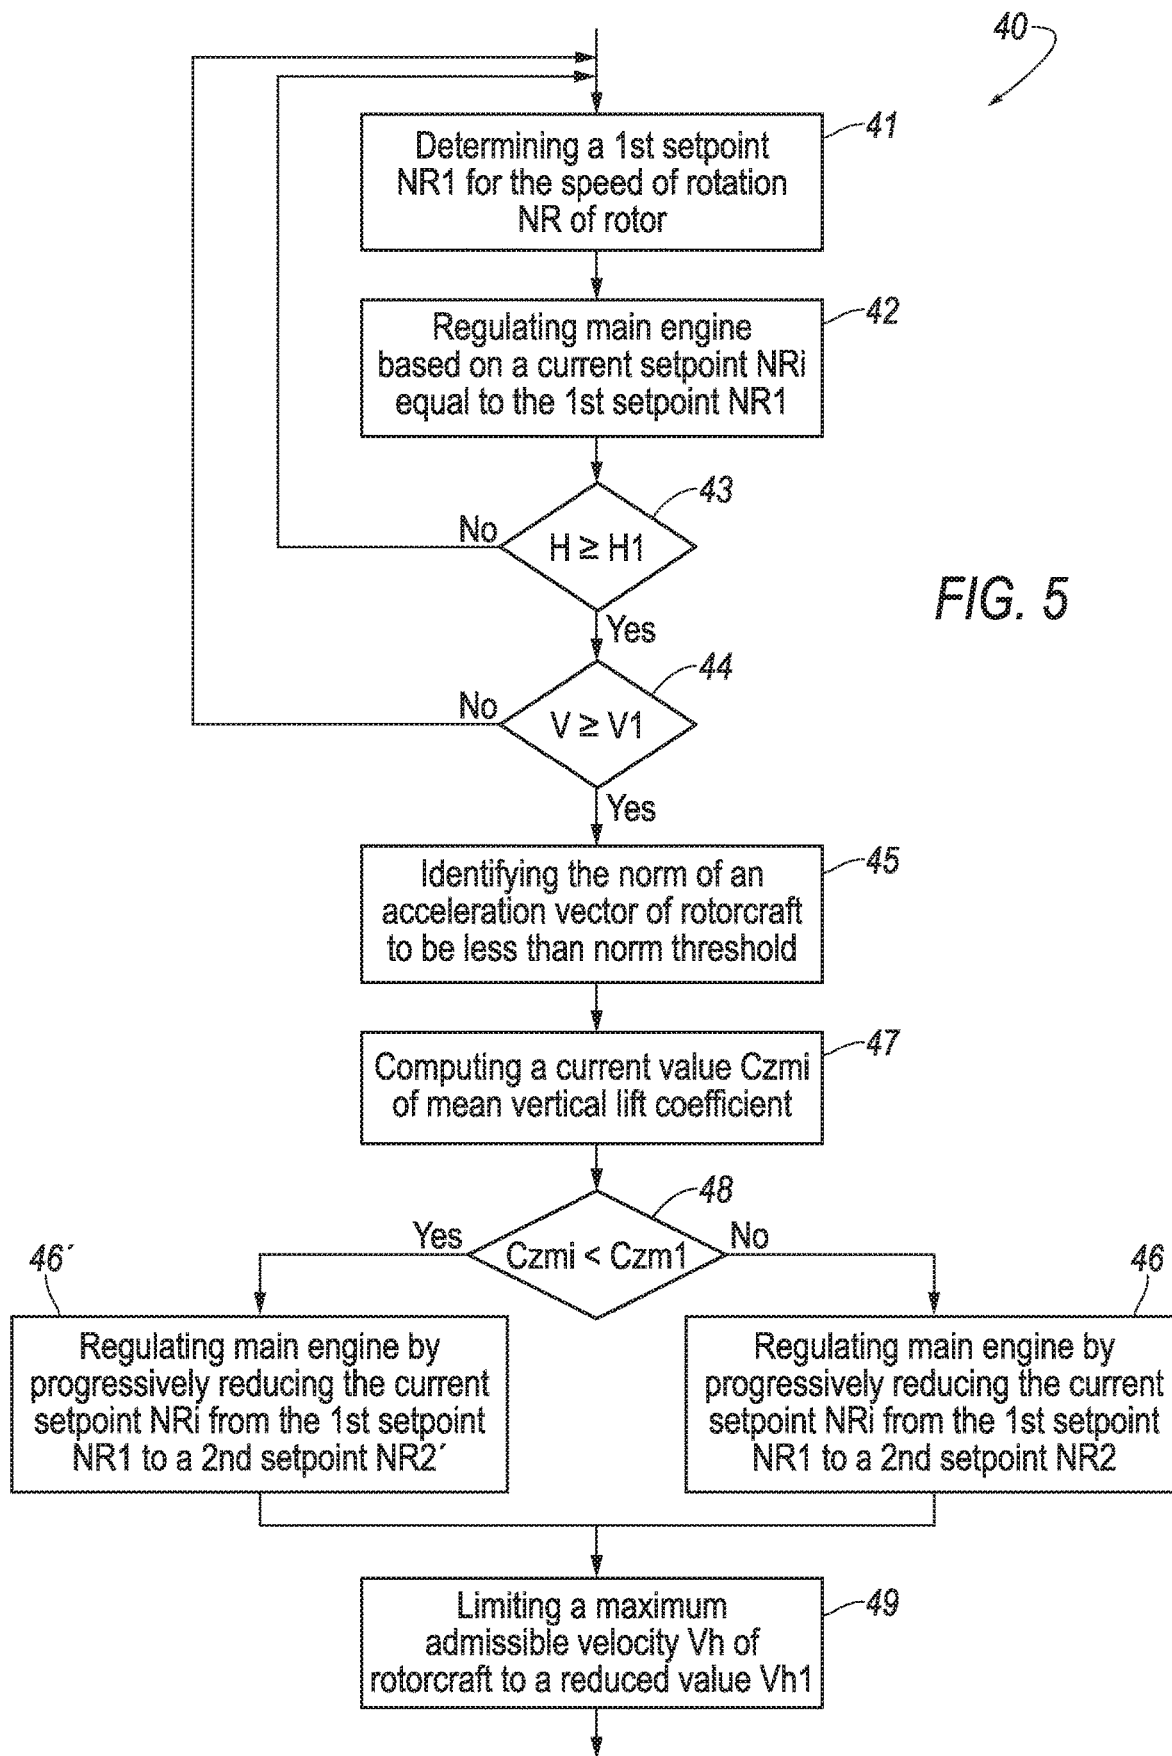 40
41
Determining a 1st setpoint
NR1 for the speed of rotation
NR of rotor
42
Regulating main engine
based on a current setpoint NRi
equal to the 1st setpoint NR1
43
No
H ≥ H1
FIG. 5
Yes
44
No
V ≥ V1
Yes
45
Identifying the norm of an
acceleration vector of rotorcraft
to be less than norm threshold
47
Computing a current value Czmi
of mean vertical lift coefficient
48
Yes
Czmi < Czm1
No
46´
Regulating main engine by
progressively reducing the current
setpoint NRi from the 1st setpoint
NR1 to a 2nd setpoint NR2´
46
Regulating main engine by
progressively reducing the current
setpoint NRi from the 1st setpoint
NR1 to a 2nd setpoint NR2
49
Limiting a maximum
admissible velocity Vh of
rotorcraft to a reduced value Vh1